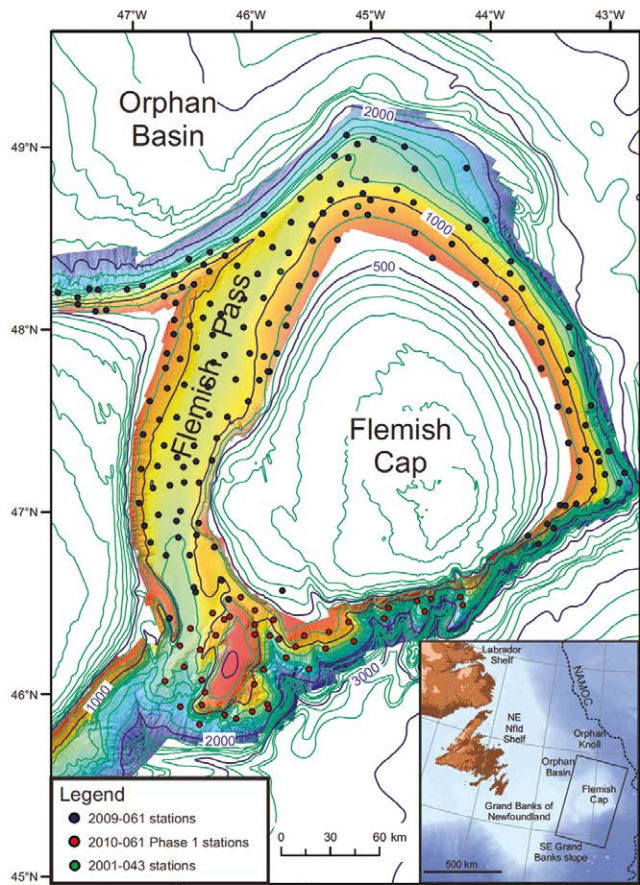 47°W 46°W 45°W 44°W 43°W
Orphan
Basin
2000
49°N
1000
500
48°N
Flemish Pass
Flemish
Cap
47°N
3000
46°N
1000
2000
45°N
Legend
2009-061 stations
2010-061 Phase 1 stations
2001-043 stations
0 30 60 km
Labrador
Shelf
NAMOC
NE
Nfld
Shelf
Orphan
Knoll
Orphan
Basin
Flemish
Cap
Grand Banks of
Newfoundland
SE Grand
Banks slope
500 km